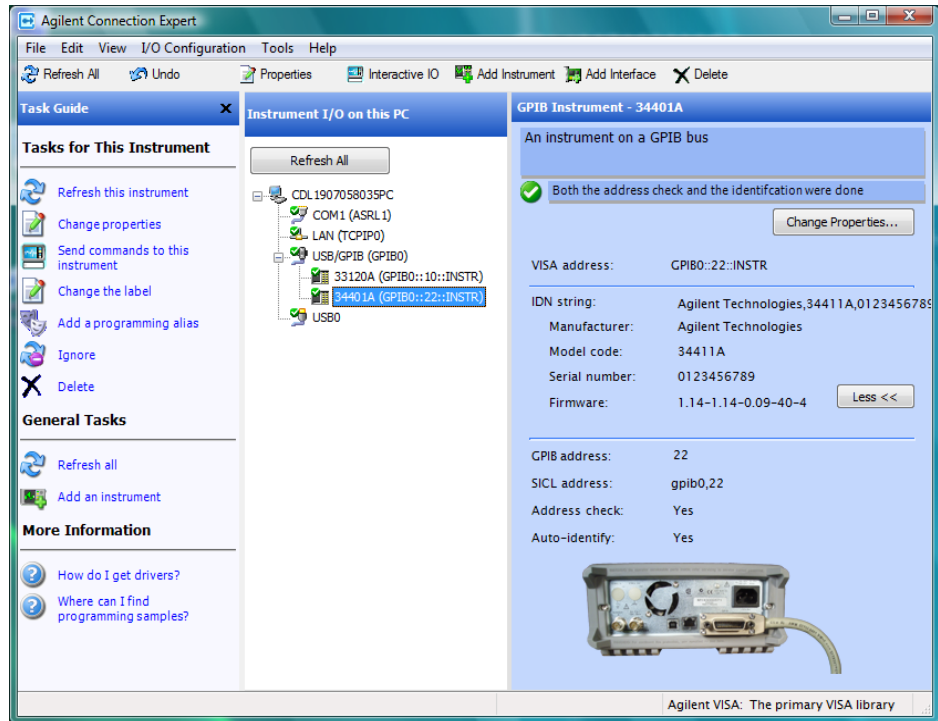 Agilent Connection Expert
File Edit View I/O Configuration Tools Help
Refresh All Undo Properties Interactive IO Add Instrument Add Interface Delete
Task Guide
Tasks for This Instrument
Refresh this instrument
Change properties
Send commands to this
instrument
Change the label
Add a programming alias
Ignore
Delete
General Tasks
Refresh all
Add an instrument
More Information
How do I get drivers?
Where can I find
programming samples?
Instrument I/O on this PC
Refresh All
CDL1907058035PC
COM1 (ASRL1)
LAN (TCPIP0)
USB/GPIB (GPIB0)
33120A (GPIB0::10::INSTR)
34401A (GPIB0::22::INSTR)
USB0
GPIB Instrument - 34401A
An instrument on a GPIB bus
Both the address check and the identifcation were done
Change Properties...
VISA address: GPIB0::22::INSTR
IDN string: Agilent Technologies,34411A,0123456789
Manufacturer: Agilent Technologies
Model code: 34411A
Serial number: 0123456789
Firmware: 1.14-1.14-0.09-40-4
Less <<
GPIB address: 22
SICL address: gpib0,22
Address check: Yes
Auto-identify: Yes
Agilent VISA: The primary VISA library